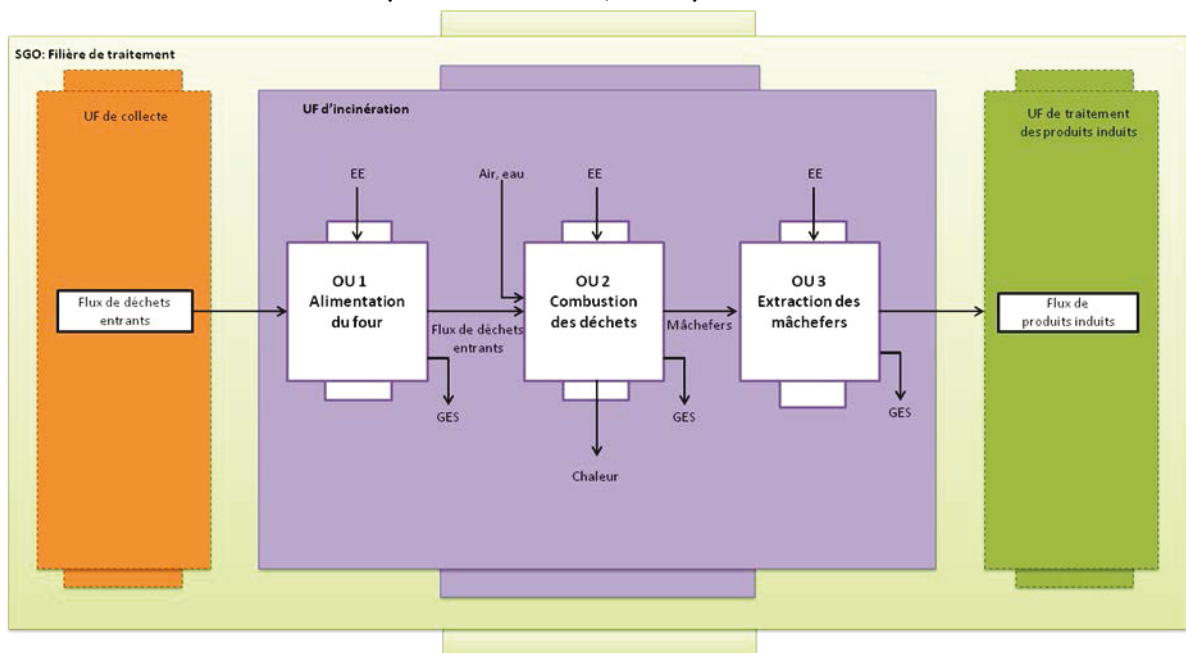 SGO: Filière de traitement
UF de collecte
Flux de déchets
entrants
UF d'incinération
EE
OU 1
Alimentation
du four
GES
Flux de déchets
entrants
Air, eau
EE
OU 2
Combustion
des déchets
GES
Chaleur
Mâchefers
EE
OU 3
Extraction des
mâchefers
GES
UF de traitement
des produits induits
Flux de
produits induits